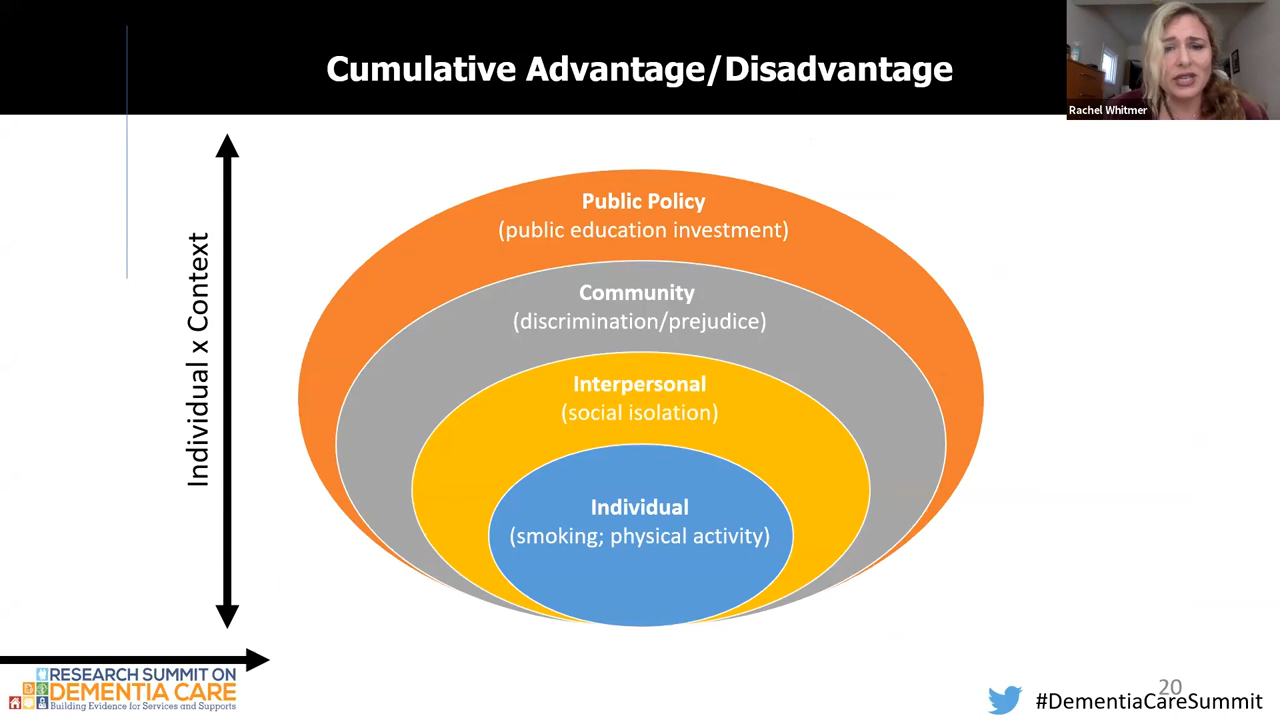 Cumulative Advantage/Disadvantage
Rachel Whitmer
Individual x Context
Public Policy
(public education investment)
Community
(discrimination/prejudice)
Interpersonal
(social isolation)
Individual
(smoking; physical activity)
RESEARCH SUMMIT ON
DEMENTIA CARE
Building Evidence for Services and Supports
20
#DementiaCareSummit